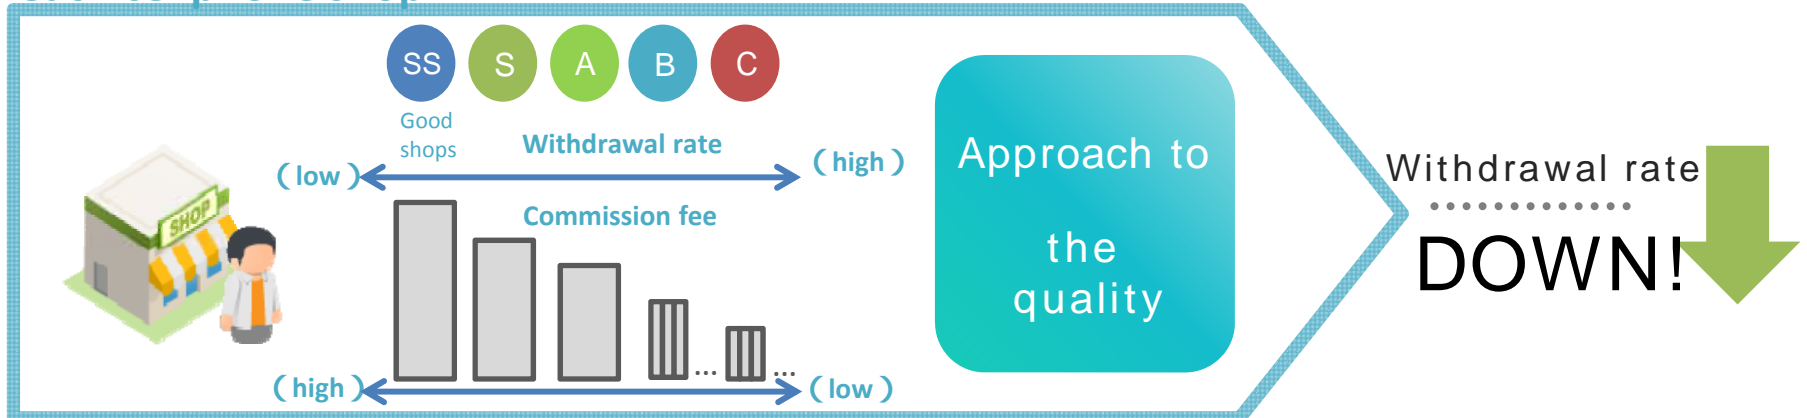 SS S A B C
Good
shops
Withdrawal rate
( low )
( high )
Commission fee
SHOP
...
...
( high )
( low )
Approach to
the
quality
Withdrawal rate
DOWN!